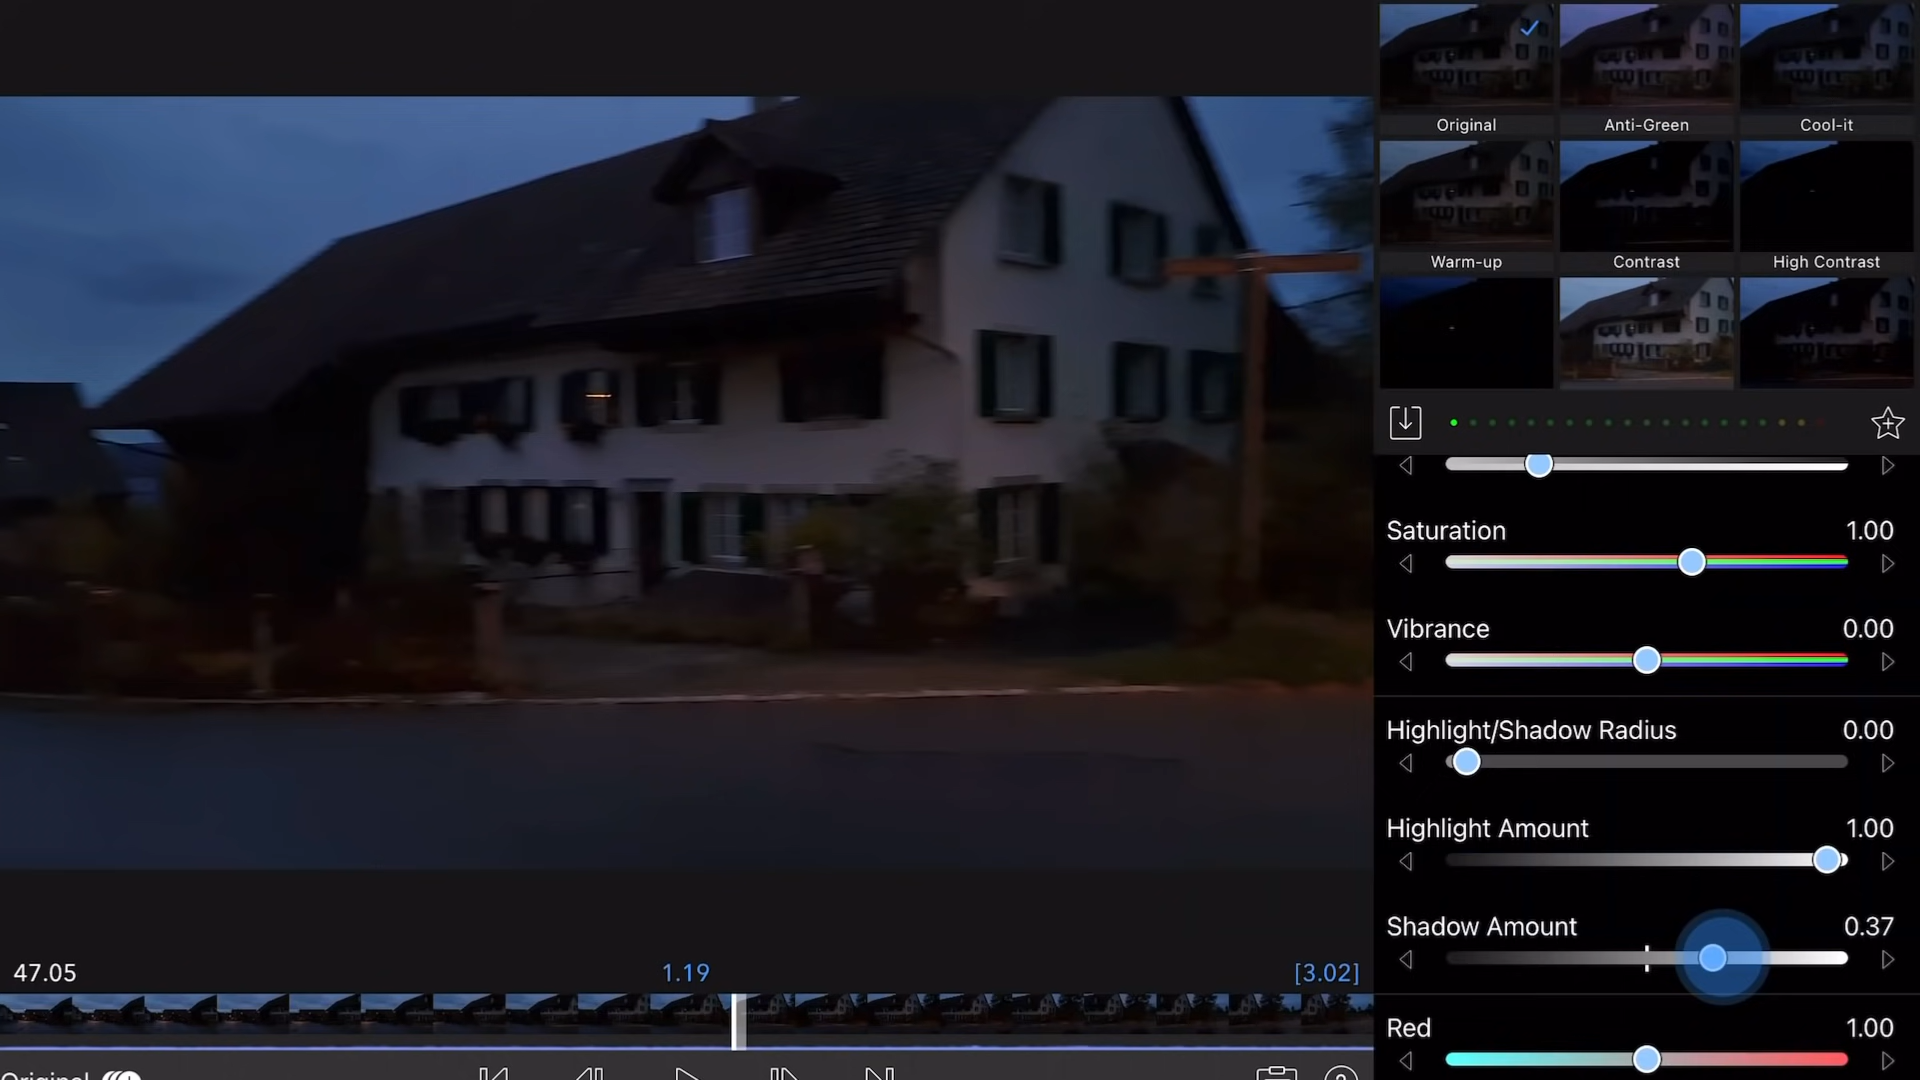 Original
Anti-Green
Cool-it
Warm-up
Contrast
High Contrast
Saturation 1.00
Vibrance 0.00
Highlight/Shadow Radius 0.00
Highlight Amount 1.00
Shadow Amount 0.37
Red 1.00
47.05 1.19 [3.02]
Original